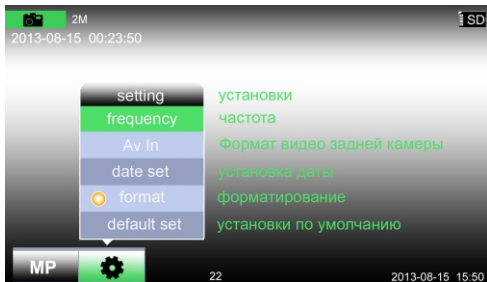 2M
SD
2013-08-15 00:23:50
setting установки
frequency частота
Av In Формат видео задней камеры
date set установка даты
format форматирование
default set установки по умолчанию
MP
22
2013-08-15 15:50